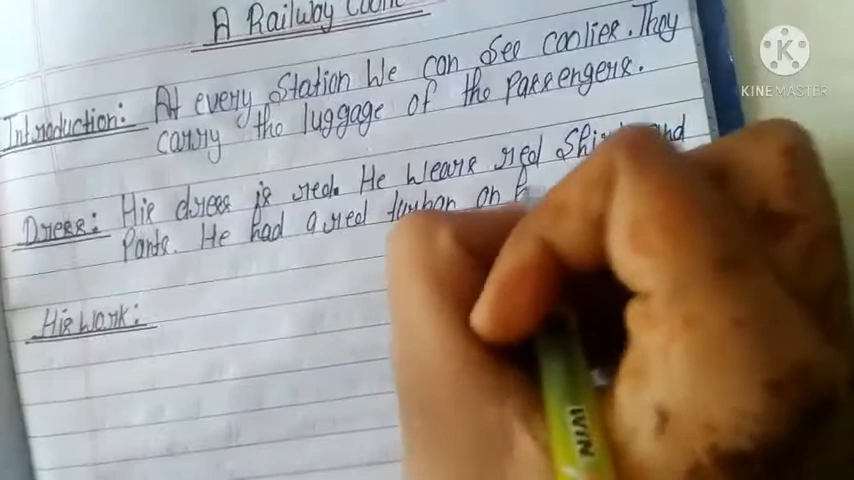 A Railway
Introduction: At every Station We can See coolies. They
carry the luggage of the Passengers.
Dress: His dress is red. He Wears red and
Pants. He had a red turban on
His work:
WIN
KINEMASTER